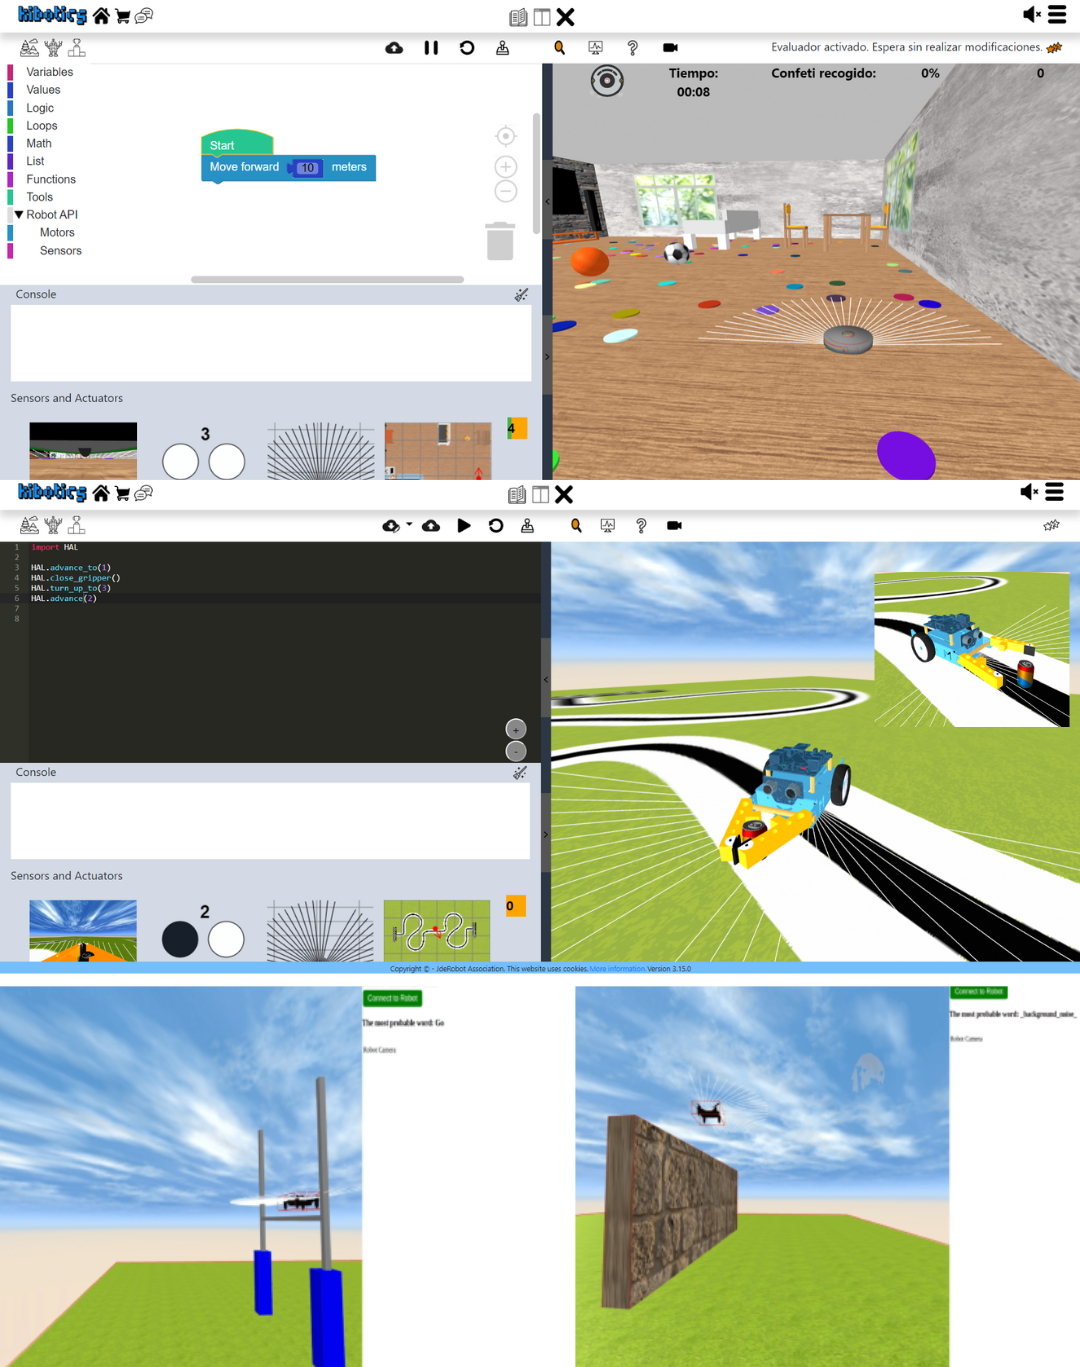 kibotics
Evaluador activado. Espera sin realizar modificaciones.
Variables
Values
Logic
Loops
Math
List
Functions
Tools
Robot API
Motors
Sensors
Start
Move forward 10 meters
Console
Sensors and Actuators
3
4
Tiempo:
00:08
Confeti recogido:
0%
0
kibotics
1 import HAL
2
3 HAL.advance_to(1)
4 HAL.close_gripper()
5 HAL.turn_up_to(3)
6 HAL.advance(2)
7
8
Console
Sensors and Actuators
2
0
Copyright © - JdeRobot Association. This website uses cookies. More information Version 3.15.0
Connect to Robot
The most probable word: Go
Robot Camera
Connect to Robot
The most probable word: _background_noise_
Robot Camera